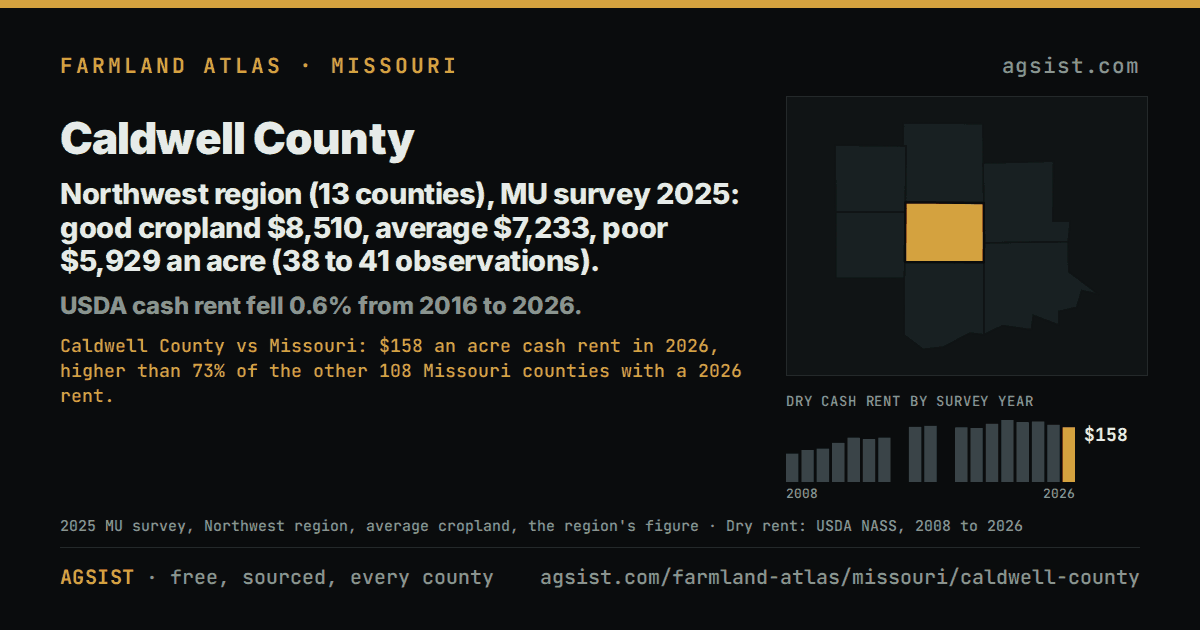 FARMLAND ATLAS · MISSOURI
agsist.com
Caldwell County
Northwest region (13 counties), MU survey 2025:
good cropland $8,510, average $7,233, poor
$5,929 an acre (38 to 41 observations).
USDA cash rent fell 0.6% from 2016 to 2026.
Caldwell County vs Missouri: $158 an acre cash rent in 2026,
higher than 73% of the other 108 Missouri counties with a 2026
rent.
DRY CASH RENT BY SURVEY YEAR
$158
2008
2026
2025 MU survey, Northwest region, average cropland, the region's figure · Dry rent: USDA NASS, 2008 to 2026
AGSIST · free, sourced, every county
agsist.com/farmland-atlas/missouri/caldwell-county